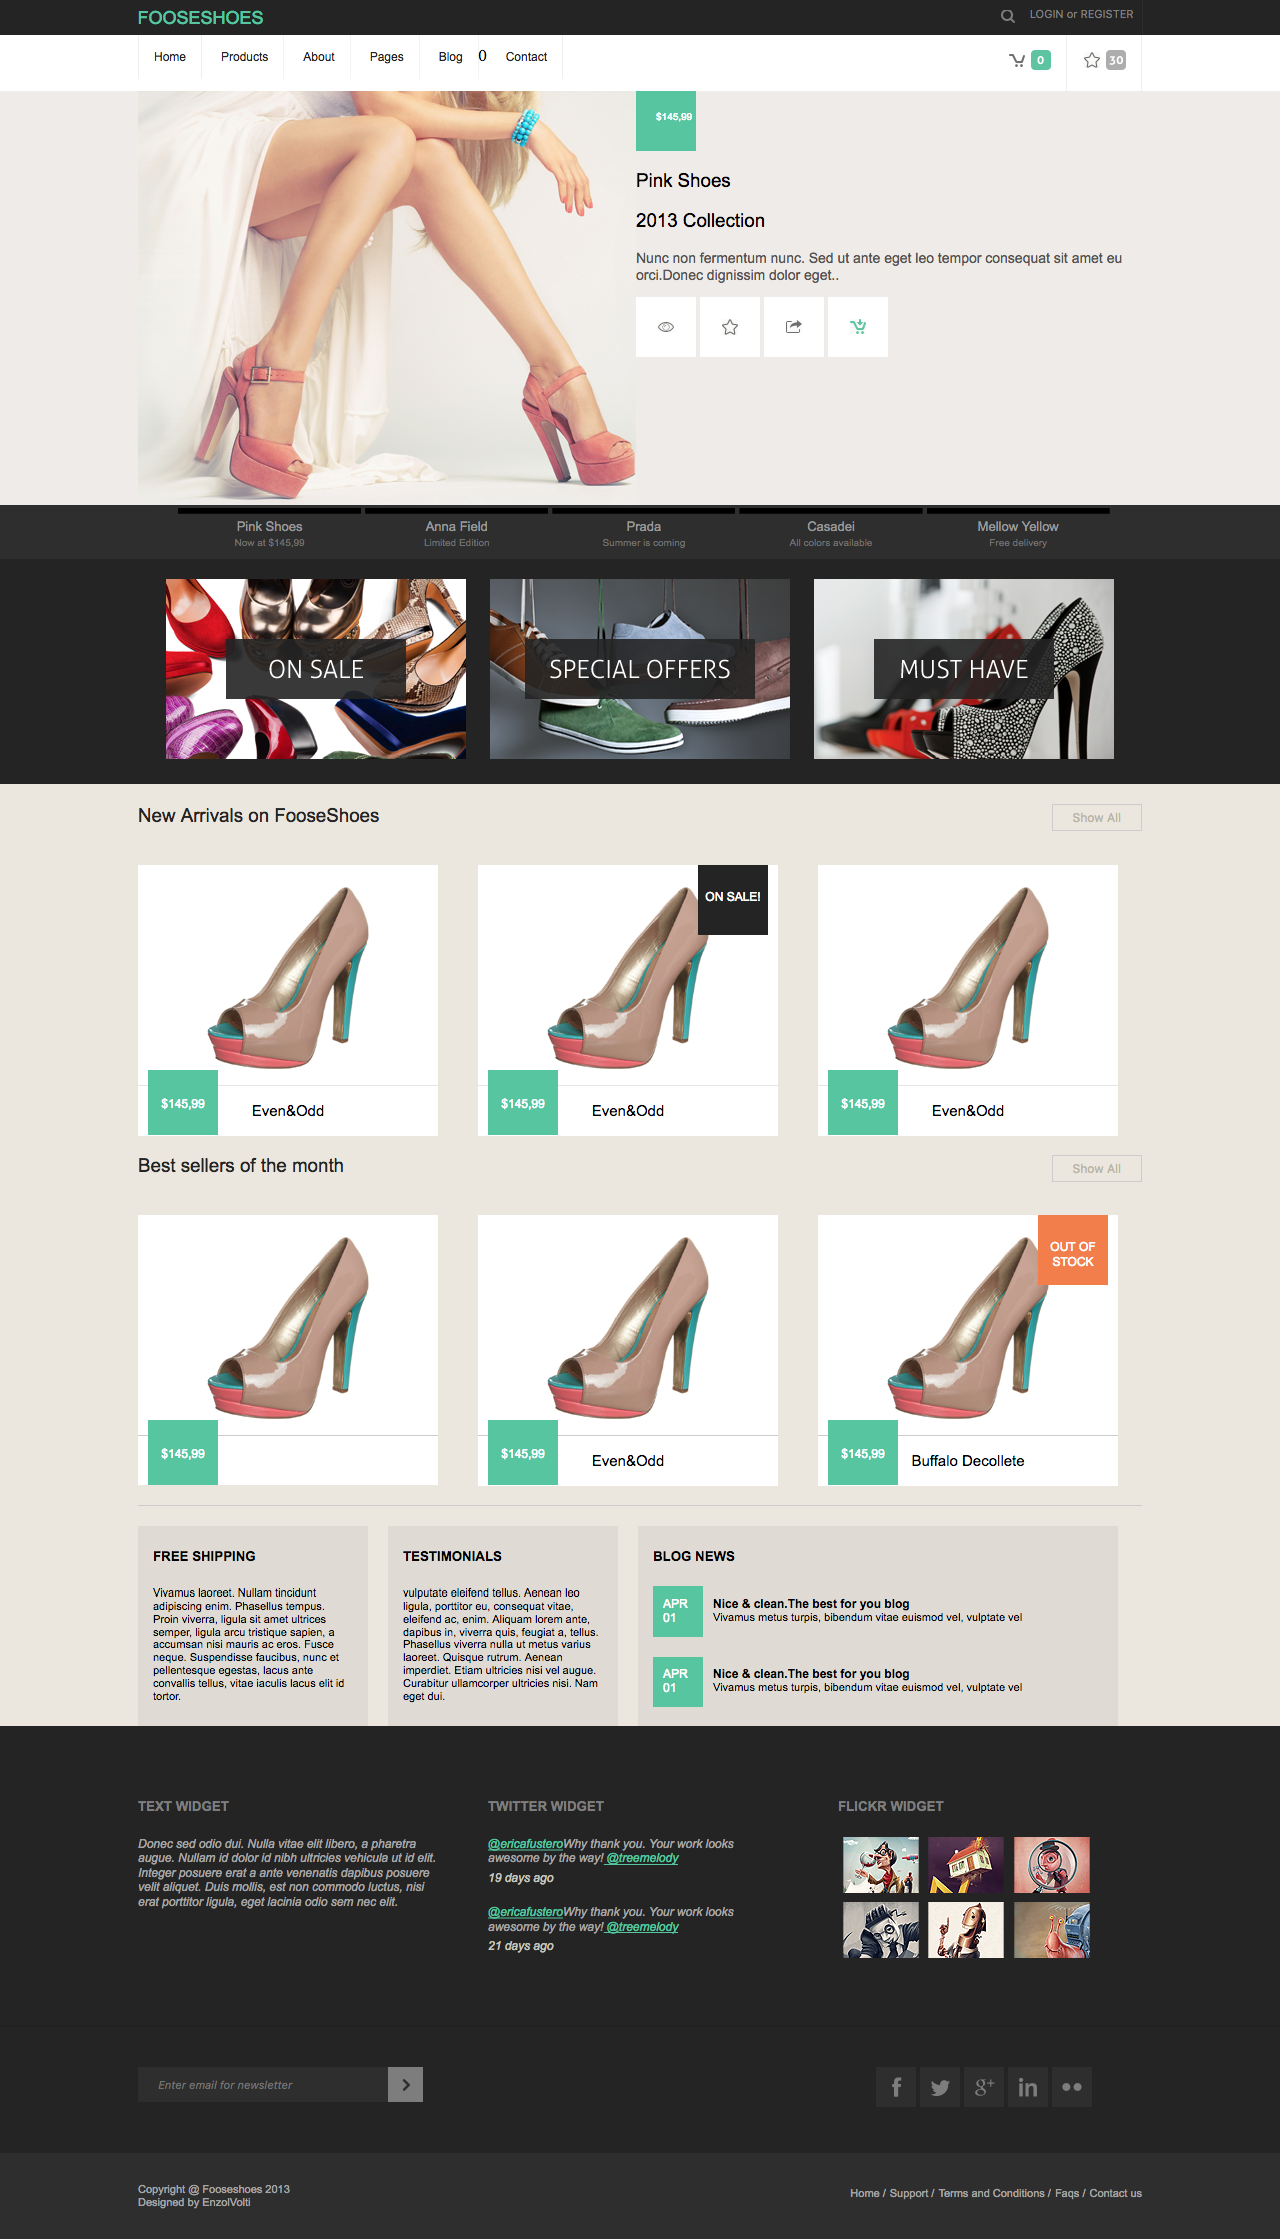 FOOSESHOES
LOGIN or REGISTER
Home Products About Pages Blog 0 Contact
0 30
$145,99
Pink Shoes
2013 Collection
Nunc non fermentum nunc. Sed ut ante eget leo tempor consequat sit amet eu
orci.Donec dignissim dolor eget..
Pink Shoes
Now at $145,99
Anna Field
Limited Edition
Prada
Summer is coming
Casadei
All colors available
Mellow Yellow
Free delivery
ON SALE
SPECIAL OFFERS
MUST HAVE
New Arrivals on FooseShoes
Show All
ON SALE!
$145,99 Even&Odd
$145,99 Even&Odd
$145,99 Even&Odd
Best sellers of the month
Show All
OUT OF
STOCK
$145,99
$145,99 Even&Odd
$145,99 Buffalo Decollete
FREE SHIPPING
Vivamus laoreet. Nullam tincidunt
adipiscing enim. Phasellus tempus.
Proin viverra, ligula sit amet ultrices
semper, ligula arcu tristique sapien, a
accumsan nisi mauris ac eros. Fusce
neque. Suspendisse faucibus, nunc et
pellentesque egestas, lacus ante
convallis tellus, vitae iaculis lacus elit id
tortor.
TESTIMONIALS
vulputate eleifend tellus. Aenean leo
ligula, porttitor eu, consequat vitae,
eleifend ac, enim. Aliquam lorem ante,
dapibus in, viverra quis, feugiat a, tellus.
Phasellus viverra nulla ut metus varius
laoreet. Quisque rutrum. Aenean
imperdiet. Etiam ultricies nisi vel augue.
Curabitur ullamcorper ultricies nisi. Nam
eget dui.
BLOG NEWS
APR
01
Nice & clean.The best for you blog
Vivamus metus turpis, bibendum vitae euismod vel, vulptate vel
APR
01
Nice & clean.The best for you blog
Vivamus metus turpis, bibendum vitae euismod vel, vulptate vel
TEXT WIDGET
Donec sed odio dui. Nulla vitae elit libero, a pharetra
augue. Nullam id dolor id nibh ultricies vehicula ut id elit.
Integer posuere erat a ante venenatis dapibus posuere
velit aliquet. Duis mollis, est non commodo luctus, nisi
erat porttitor ligula, eget lacinia odio sem nec elit.
TWITTER WIDGET
@ericafusteroWhy thank you. Your work looks
awesome by the way! @treemelody
19 days ago
@ericafusteroWhy thank you. Your work looks
awesome by the way! @treemelody
21 days ago
FLICKR WIDGET
Enter email for newsletter
Copyright @ Fooseshoes 2013
Designed by EnzolVolti
Home / Support / Terms and Conditions / Faqs / Contact us